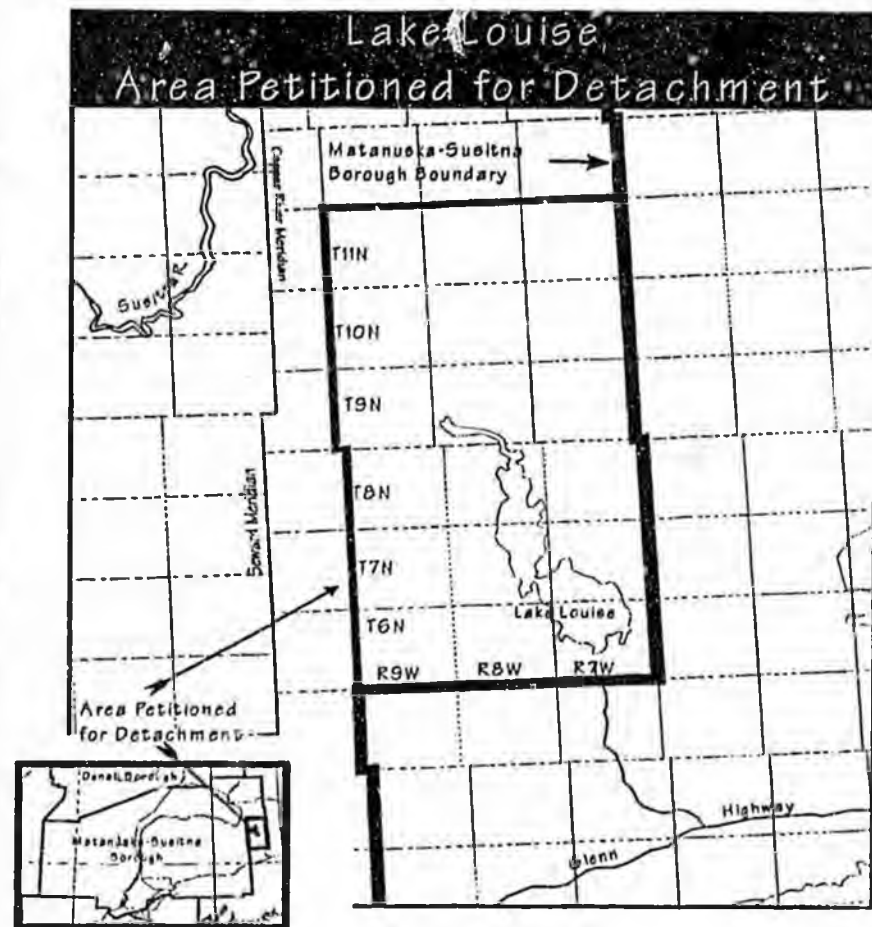 Lake Louise
Area Petitioned for Detachment
Matanuska-Susitna
Borough Boundary
Copper River Meridian
T11N
Susitna R
T10N
T9N
Seward Meridian
T8N
T7N
Lake Louise
T6N
R9W R8W R7W
Area Petitioned
for Detachment
Denali Borough
Matanuska-Susitna
Borough
Glenn Highway